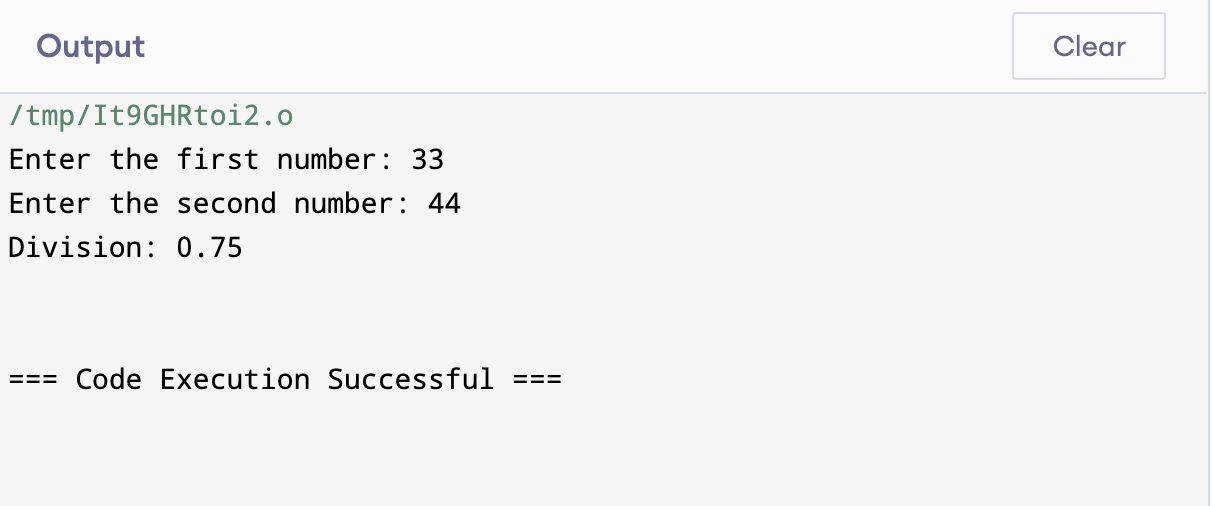 Output
Clear
/tmp/It9GHRtoi2.o
Enter the first number: 33
Enter the second number: 44
Division: 0.75
=== Code Execution Successful ===